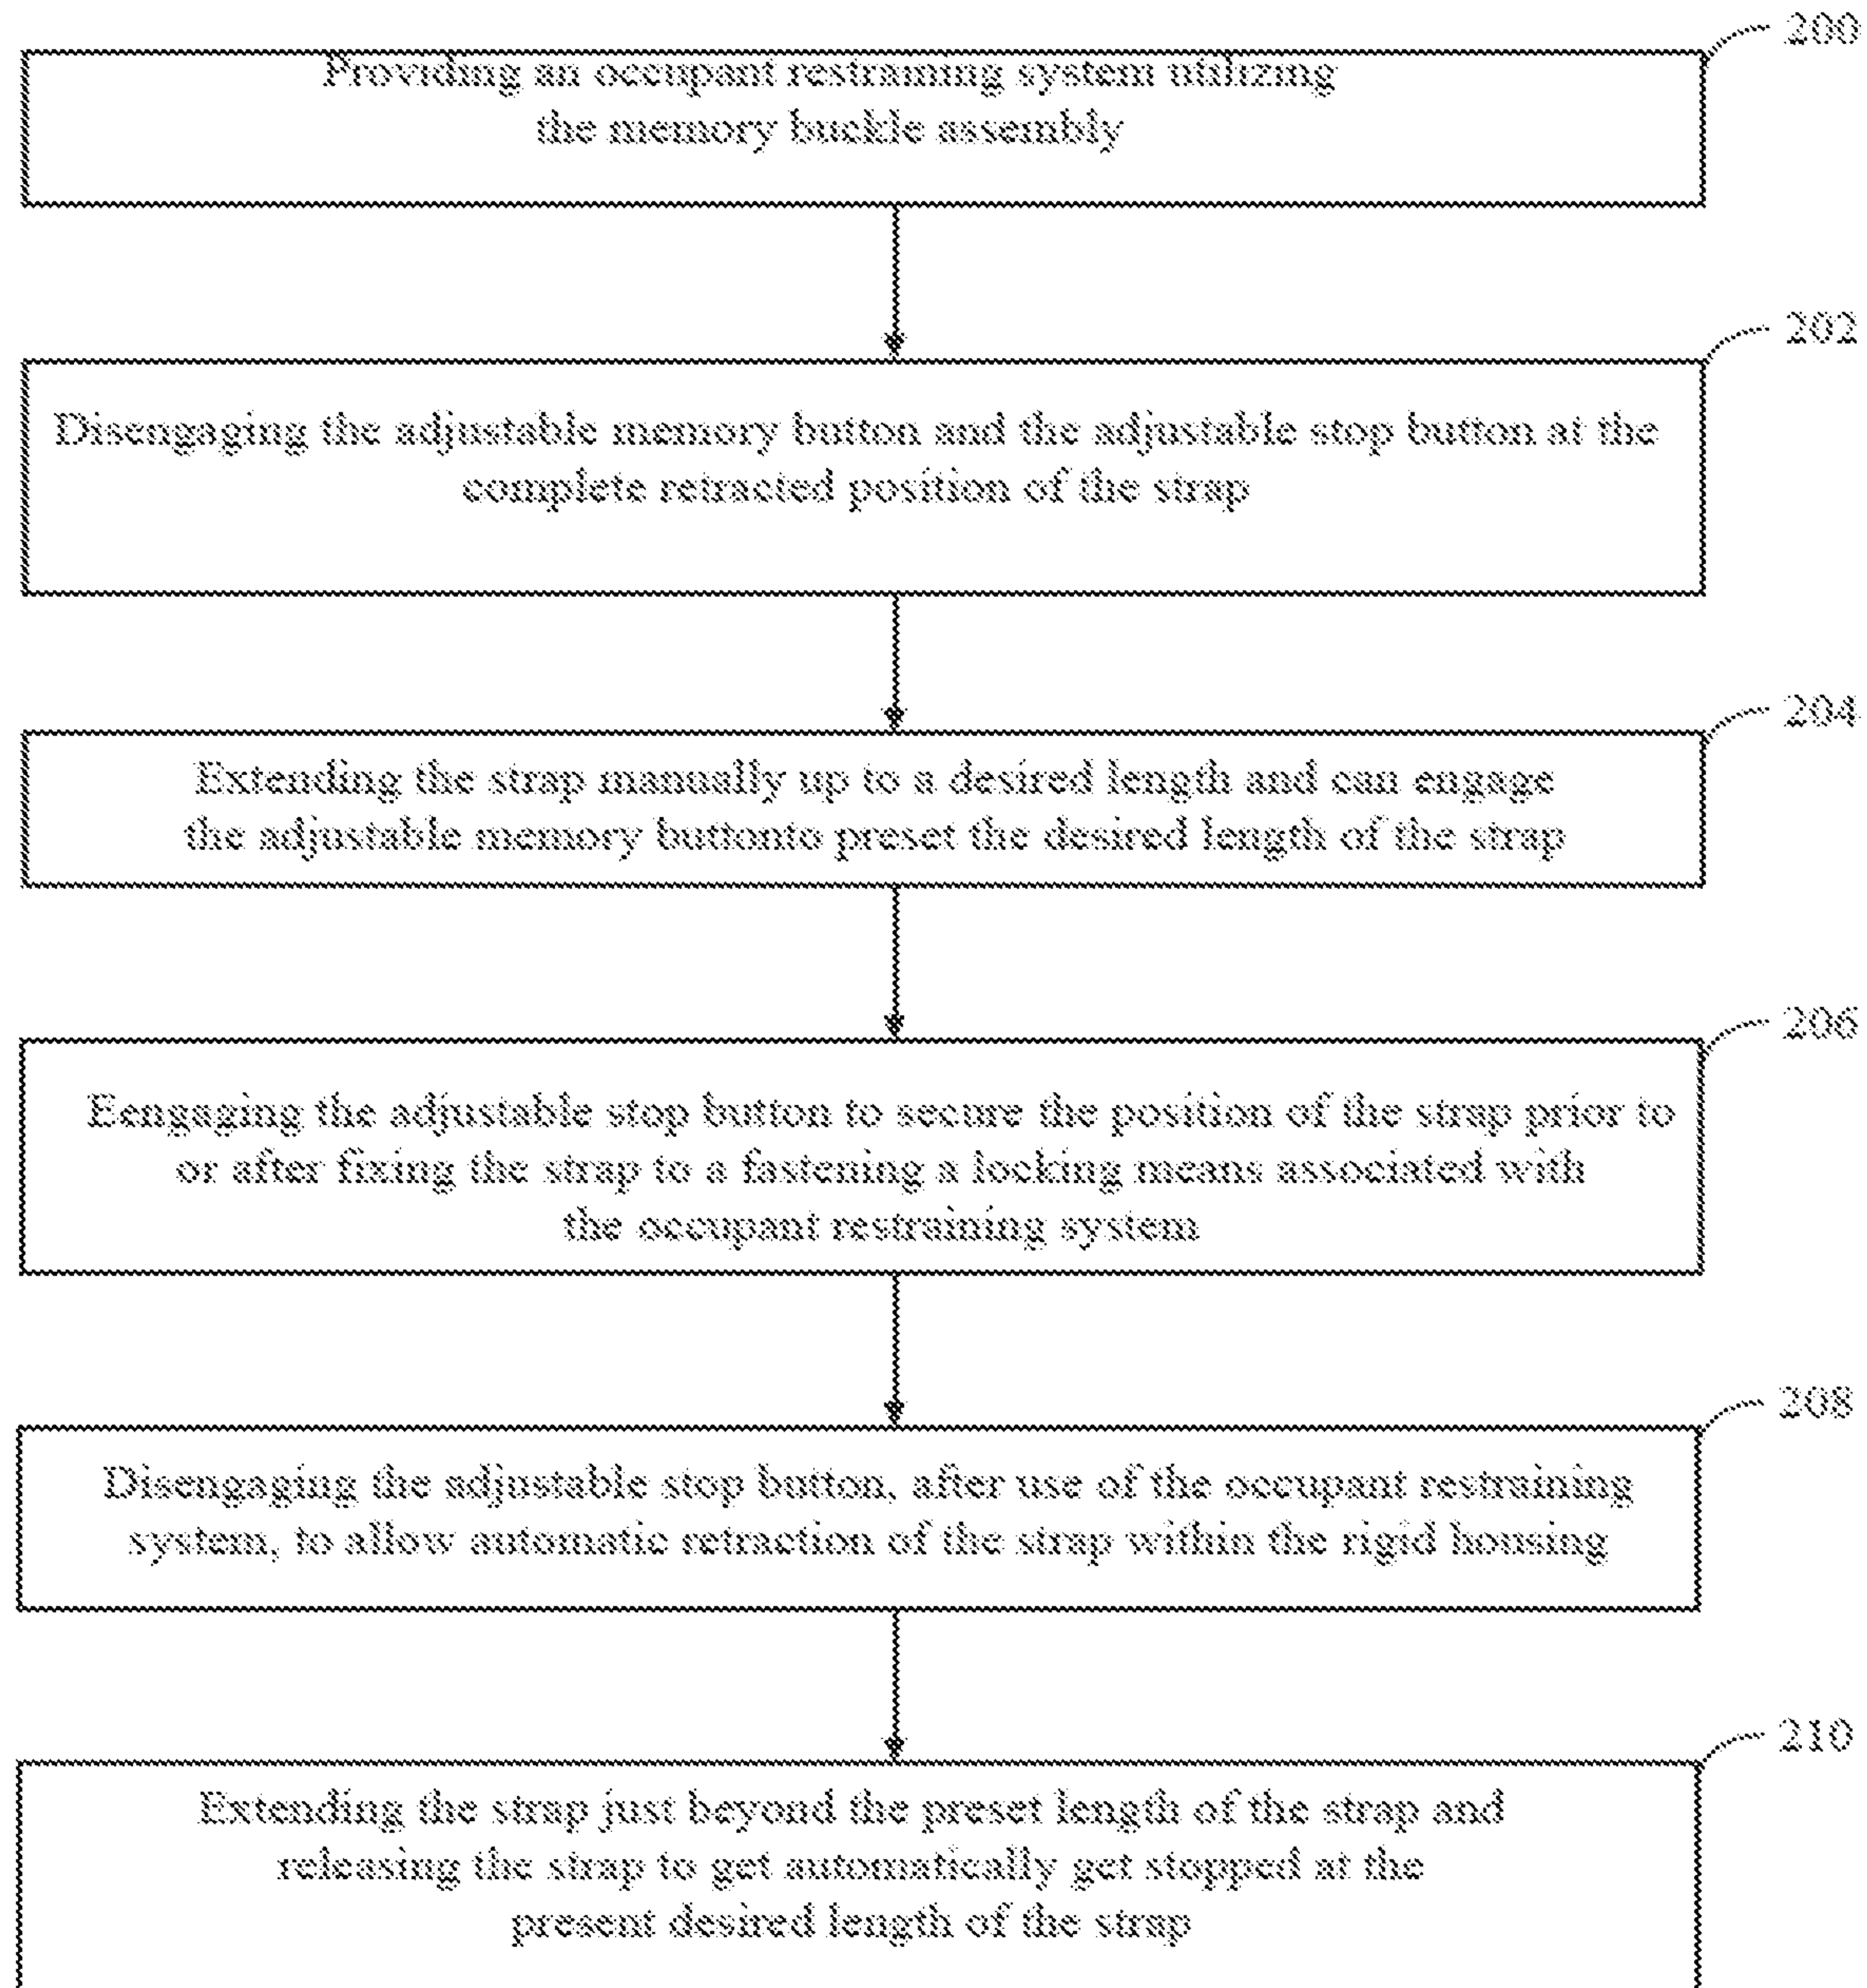 200
Providing an occupant restraining system utilizing
the memory buckle assembly
202
Disengaging the adjustable memory button and the adjustable stop button at the
complete retracted position of the strap
204
Extending the strap manually up to a desired length and can engage
the adjustable memory buttonto preset the desired length of the strap
206
Eengaging the adjustable stop button to secure the position of the strap prior to
or after fixing the strap to a fastening a locking means associated with
the occupant restraining system
208
Disengaging the adjustable stop button, after use of the occupant restraining
system, to allow automatic retraction of the strap within the rigid housing
210
Extending the strap just beyond the preset length of the strap and
releasing the strap to get automatically get stopped at the
present desired length of the strap